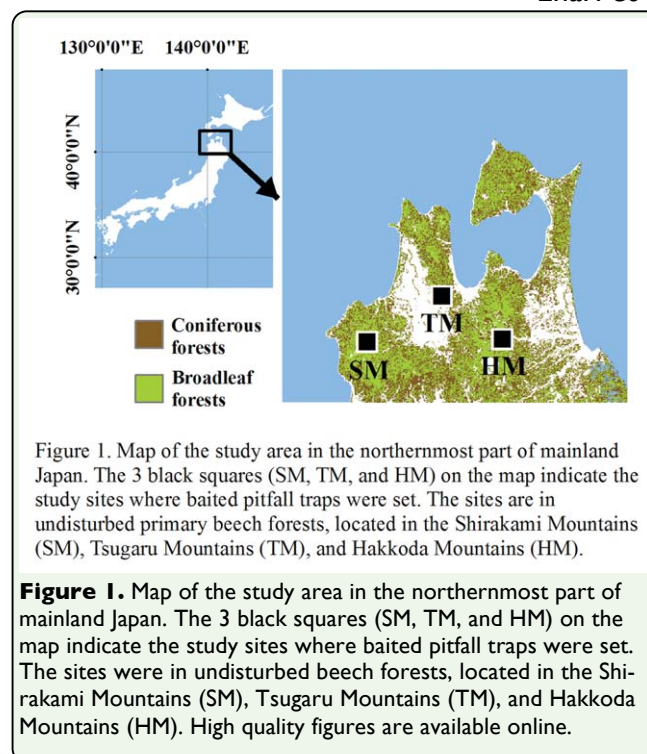 130°0'0"E 140°0'0"E
40°0'0"N
30°0'0"N
Coniferous
forests
Broadleaf
forests
TM
SM
HM
Figure 1. Map of the study area in the northernmost part of mainland
Japan. The 3 black squares (SM, TM, and HM) on the map indicate the
study sites where baited pitfall traps were set. The sites are in
undisturbed primary beech forests, located in the Shirakami Mountains
(SM), Tsugaru Mountains (TM), and Hakkoda Mountains (HM).
Figure 1. Map of the study area in the northernmost part of
mainland Japan. The 3 black squares (SM, TM, and HM) on the
map indicate the study sites where baited pitfall traps were set.
The sites were in undisturbed beech forests, located in the Shi-
rakami Mountains (SM), Tsugaru Mountains (TM), and Hakkoda
Mountains (HM). High quality figures are available online.